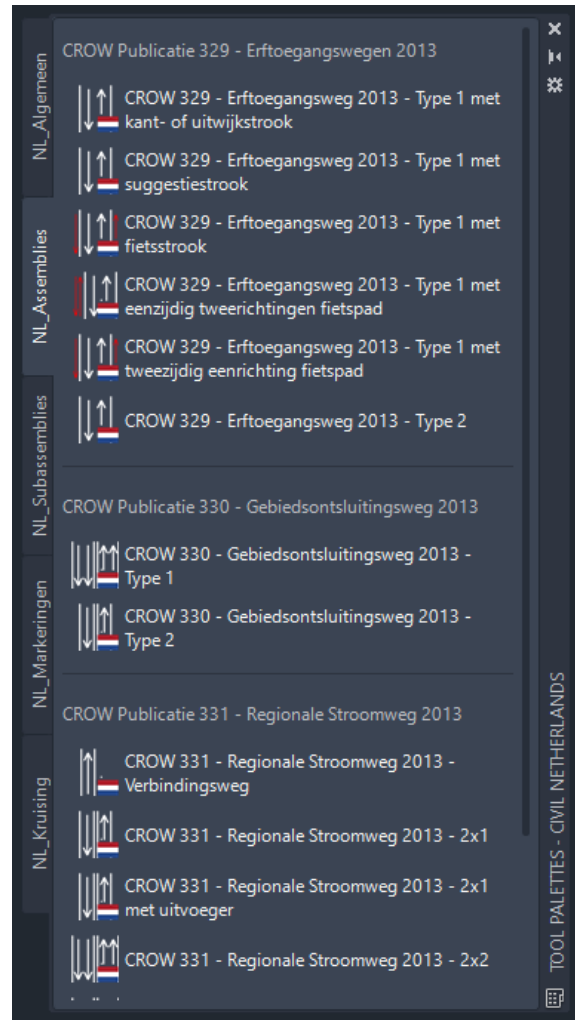 NL_Algemeen
NL_Assemblies
NL_Subassemblies
NL_Markeringen
NL_Kruising
CROW Publicatie 329 - Erftoegangswegen 2013
CROW 329 - Erftoegangsweg 2013 - Type 1 met
kant- of uitwijkstrook
CROW 329 - Erftoegangsweg 2013 - Type 1 met
suggestiestrook
CROW 329 - Erftoegangsweg 2013 - Type 1 met
fietsstrook
CROW 329 - Erftoegangsweg 2013 - Type 1 met
eenzijdig tweerichtingen fietspad
CROW 329 - Erftoegangsweg 2013 - Type 1 met
tweezijdig eenrichting fietspad
CROW 329 - Erftoegangsweg 2013 - Type 2
CROW Publicatie 330 - Gebiedsontsluitingsweg 2013
CROW 330 - Gebiedsontsluitingsweg 2013 -
Type 1
CROW 330 - Gebiedsontsluitingsweg 2013 -
Type 2
CROW Publicatie 331 - Regionale Stroomweg 2013
CROW 331 - Regionale Stroomweg 2013 -
Verbindingsweg
CROW 331 - Regionale Stroomweg 2013 - 2x1
CROW 331 - Regionale Stroomweg 2013 - 2x1
met uitvoeger
CROW 331 - Regionale Stroomweg 2013 - 2x2
TOOL PALETTES - CIVIL NETHERLANDS